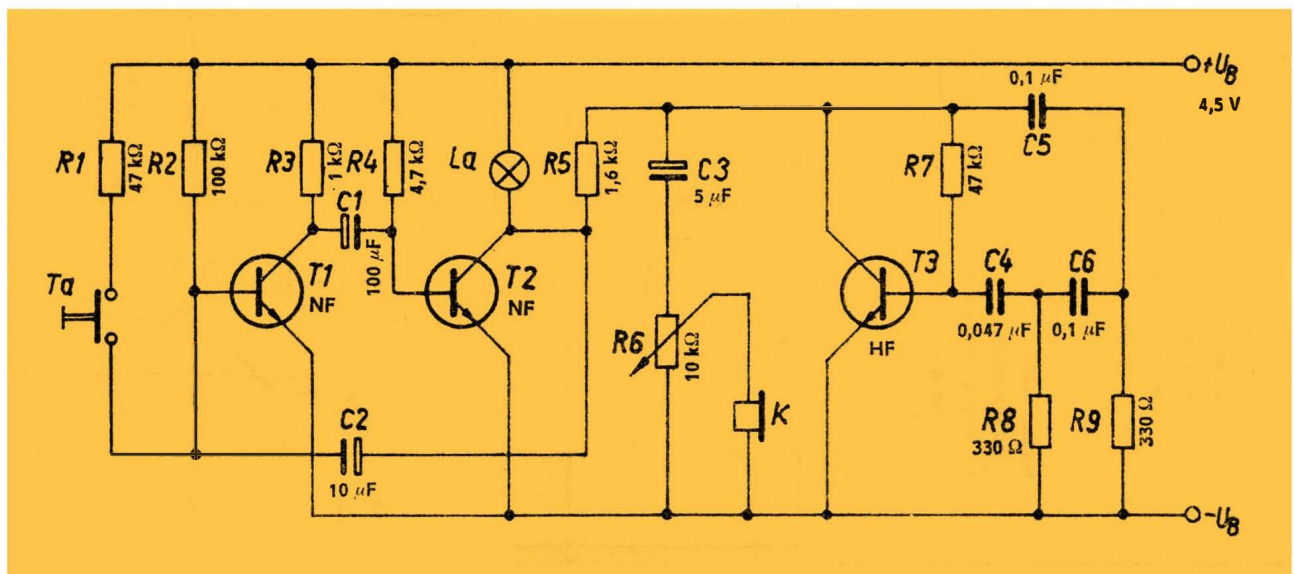 0,1 µF
+U_B
4,5 V
C5
R1
47 kΩ
R2
100 kΩ
R3
1 kΩ
R4
4,7 kΩ
La
R5
1,6 kΩ
C3
5 µF
R7
47 kΩ
C1
100 µF
Ta
T1
NF
T2
NF
T3
HF
C4
0,047 µF
C6
0,1 µF
R6
10 kΩ
K
R8
330 Ω
R9
330 Ω
C2
10 µF
-U_B